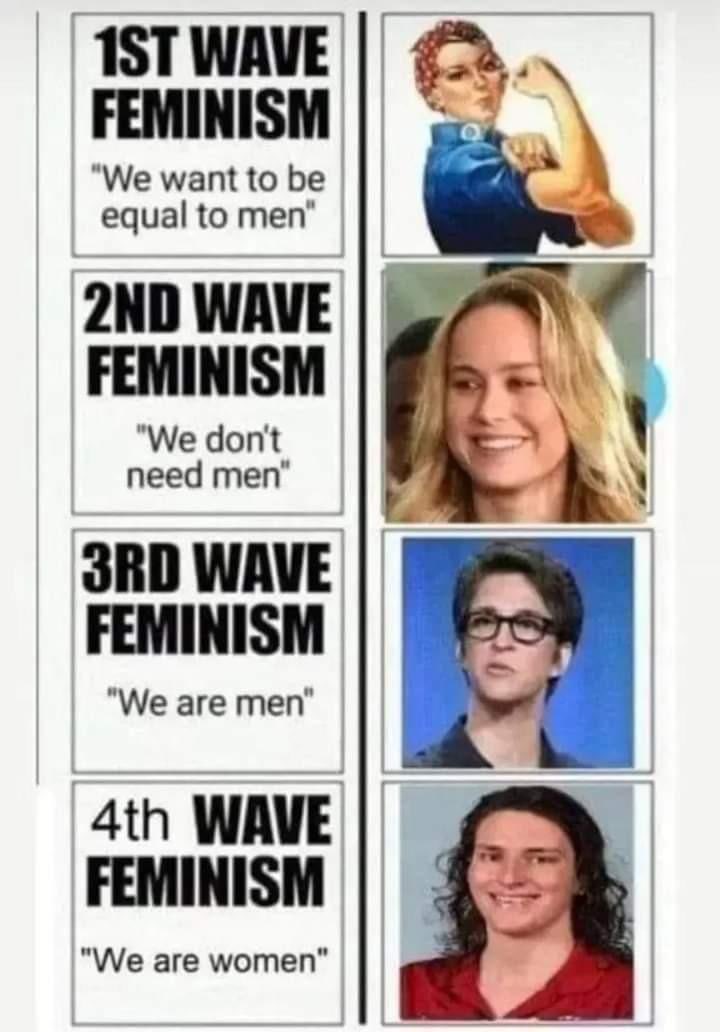 1ST WAVE
FEMINISM
"We want to be
equal to men"
2ND WAVE
FEMINISM
"We don't
need men"
3RD WAVE
FEMINISM
"We are men"
4th WAVE
FEMINISM
"We are women"